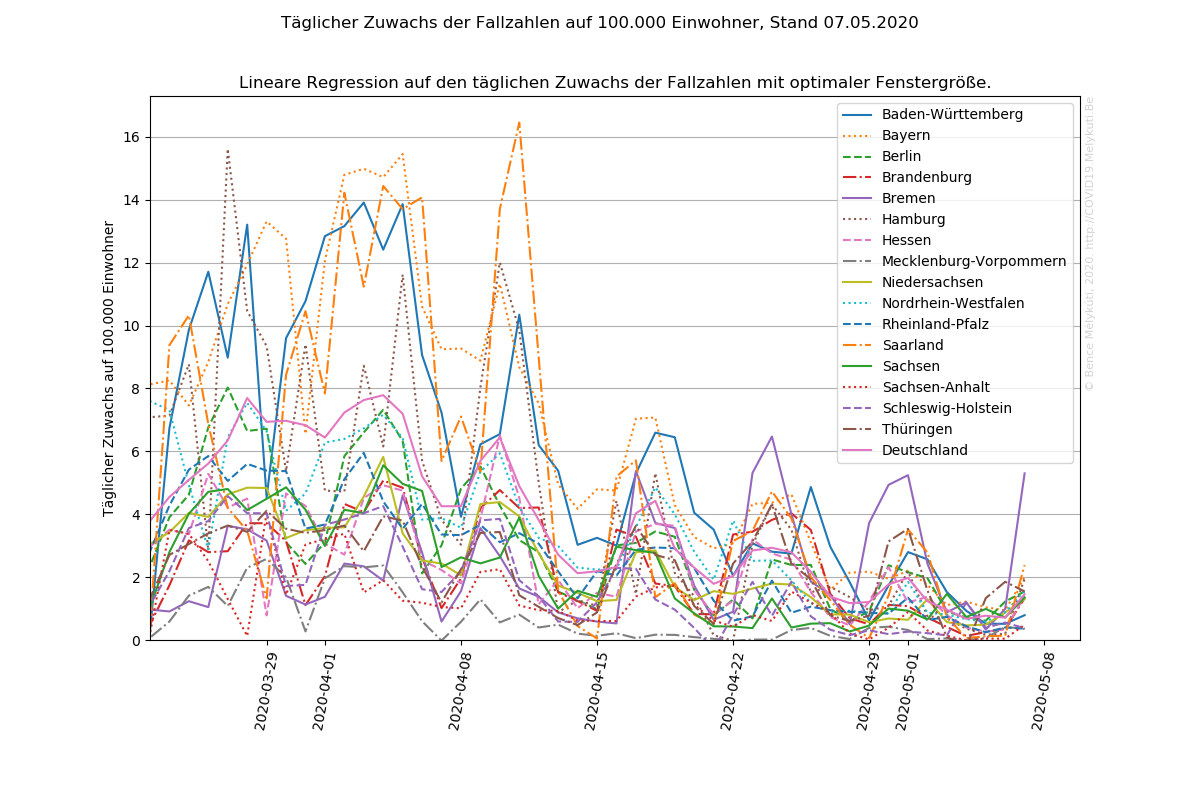 Täglicher Zuwachs der Fallzahlen auf 100.000 Einwohner, Stand 07.05.2020
Lineare Regression auf den täglichen Zuwachs der Fallzahlen mit optimaler Fenstergröße.
Täglicher Zuwachs auf 100.000 Einwohner
16
14
12
10
8
6
4
2
0
2020-03-29
2020-04-01
2020-04-08
2020-04-15
2020-04-22
2020-04-29
2020-05-01
2020-05-08
Baden-Württemberg
Bayern
Berlin
Brandenburg
Bremen
Hamburg
Hessen
Mecklenburg-Vorpommern
Niedersachsen
Nordrhein-Westfalen
Rheinland-Pfalz
Saarland
Sachsen
Sachsen-Anhalt
Schleswig-Holstein
Thüringen
Deutschland
© Bence Mélykúti, 2020. http://COVID19.Melykuti.Be